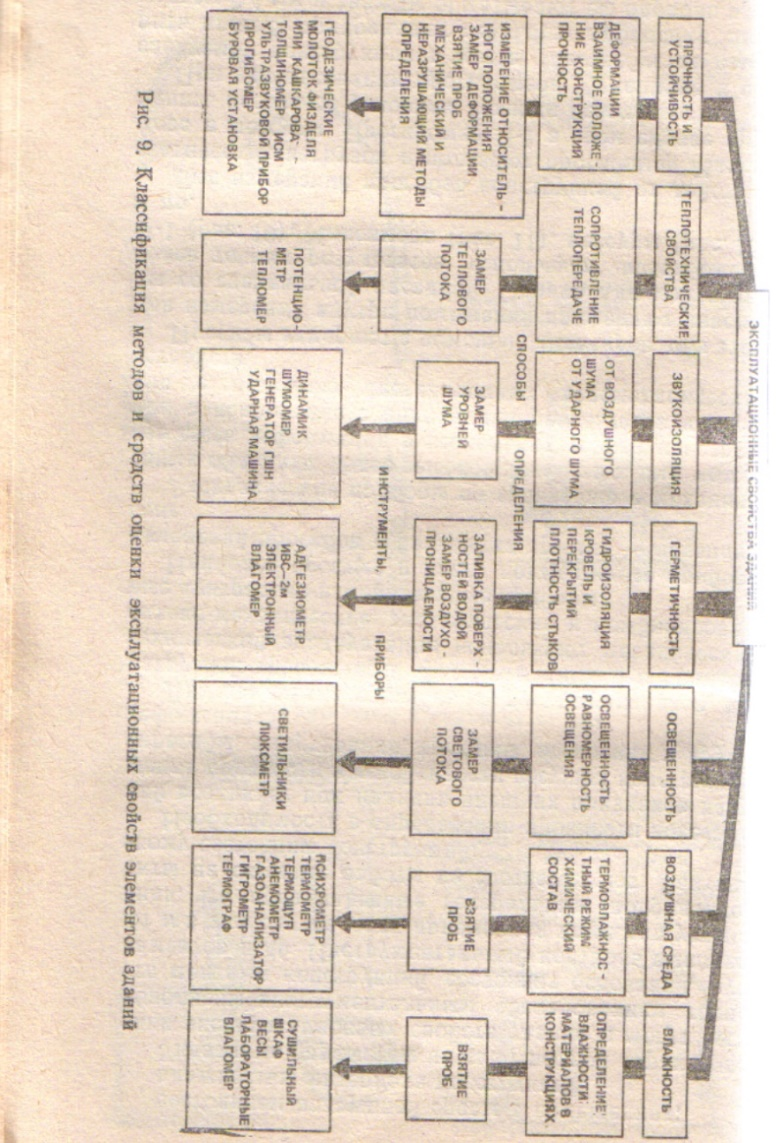 ЭКСПЛУАТАЦИОННЫЕ СВОЙСТВА ЗДАНИЙ
ПРОЧНОСТЬ И
УСТОЙЧИВОСТЬ
ТЕПЛОТЕХНИЧЕСКИЕ
СВОЙСТВА
ЗВУКОИЗОЛЯЦИЯ
ГЕРМЕТИЧНОСТЬ
ОСВЕЩЕННОСТЬ
ВОЗДУШНАЯ СРЕДА
ВЛАЖНОСТЬ
ДЕФОРМАЦИИ
ВЗАИМНОЕ ПОЛОЖЕ-
НИЕ КОНСТРУКЦИЙ
ПРОЧНОСТЬ
СОПРОТИВЛЕНИЕ
ТЕПЛОПЕРЕДАЧЕ
ОТ ВОЗДУШНОГО
ШУМА
ОТ УДАРНОГО ШУМА
ГИДРОИЗОЛЯЦИЯ
КРОВЕЛЬ И
ПЕРЕКРЫТИЙ
ПЛОТНОСТЬ СТЫКОВ
ОСВЕЩЕННОСТЬ
РАВНОМЕРНОСТЬ
ОСВЕЩЕНИЯ
ТЕРМОВЛАЖНОС-
ТНЫЙ РЕЖИМ
ХИМИЧЕСКИЙ
СОСТАВ
ОПРЕДЕЛЕНИЕ
ВЛАЖНОСТИ
МАТЕРИАЛОВ В
КОНСТРУКЦИЯХ
СПОСОБЫ ОПРЕДЕЛЕНИЯ
ИЗМЕРЕНИЕ ОТНОСИТЕЛЬ-
НОГО ПОЛОЖЕНИЯ
ЗАМЕР ДЕФОРМАЦИИ
ВЗЯТИЕ ПРОБ
МЕХАНИЧЕСКИЙ И
НЕРАЗРУШАЮЩИЙ МЕТОДЫ
ОПРЕДЕЛЕНИЯ
ЗАМЕР
ТЕПЛОВОГО
ПОТОКА
ЗАМЕР
УРОВНЕЙ
ШУМА
ЗАЛИВКА ПОВЕРХ-
НОСТЕЙ ВОДОЙ
ЗАМЕР ВОЗДУХО-
ПРОНИЦАЕМОСТИ
ЗАМЕР
СВЕТОВОГО
ПОТОКА
ВЗЯТИЕ
ПРОБ
ВЗЯТИЕ
ПРОБ
ИНСТРУМЕНТЫ, ПРИБОРЫ
ГЕОДЕЗИЧЕСКИЕ
МОЛОТОК ФИЗДЕЛЯ
ИЛИ КАШКАРОВА -
ТОЛЩИНОМЕР ИСМ
УЛЬТРАЗВУКОВОЙ ПРИБОР
ПРОГИБОМЕР
БУРОВАЯ УСТАНОВКА
ПОТЕНЦИО-
МЕТР
ТЕПЛОМЕР
ДИНАМИК
ШУМОМЕР
ГЕНЕРАТОР ГШН
УДАРНАЯ МАШИНА
АДГЕЗИОМЕТР
ИВС-2м
ЭЛЕКТРОННЫЙ
ВЛАГОМЕР
СВЕТИЛЬНИКИ
ЛЮКСМЕТР
ПСИХРОМЕТР
ТЕРМОМЕТР
ТЕРМОЩУП
АНЕМОМЕТР
ГАЗОАНАЛИЗАТОР
ГИГРОМЕТР
ТЕРМОГРАФ
СУШИЛЬНЫЙ
ШКАФ
ВЕСЫ
ЛАБОРАТОРНЫЕ
ВЛАГОМЕР
Рис. 9. Классификация методов и средств оценки эксплуатационных свойств элементов зданий